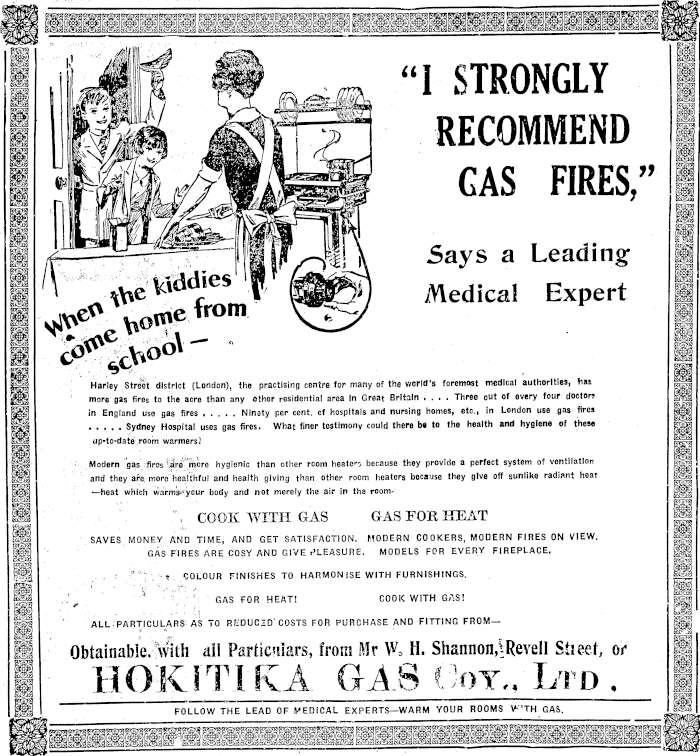 “I STRONGLY
RECOMMEND
GAS FIRES,”
Says a Leading
Medical Expert
When the kiddies
come home from
school —
Harley Street district (London), the practising centre for many of the world's foremost medical authorities, has
more gas fires to the acre than any other residential area in Great Britain . . . . Three out of every four doctors
in England use gas fires . . . . . Ninety per cent. of hospitals and nursing homes, etc., in London use gas fires
. . . . . Sydney Hospital uses gas fires. What finer testimony could there be to the health and hygiene of these
up-to-date room warmers!
Modern gas fires are more hygienic than other room heaters because they provide a perfect system of ventilation
and they are more healthful and health giving than other room heaters because they give off sunlike radiant heat
—heat which warms your body and not merely the air in the room.
COOK WITH GAS GAS FOR HEAT
SAVES MONEY AND TIME, AND GET SATISFACTION. MODERN COOKERS, MODERN FIRES ON VIEW.
GAS FIRES ARE COSY AND GIVE PLEASURE. MODELS FOR EVERY FIREPLACE.
COLOUR FINISHES TO HARMONISE WITH FURNISHINGS.
GAS FOR HEAT! COOK WITH GAS!
ALL PARTICULARS AS TO REDUCED COSTS FOR PURCHASE AND FITTING FROM—
Obtainable, with all Particulars, from Mr W. H. Shannon, Revell Street, or
HOKITIKA GAS COY., LTD.
FOLLOW THE LEAD OF MEDICAL EXPERTS—WARM YOUR ROOMS WITH GAS.